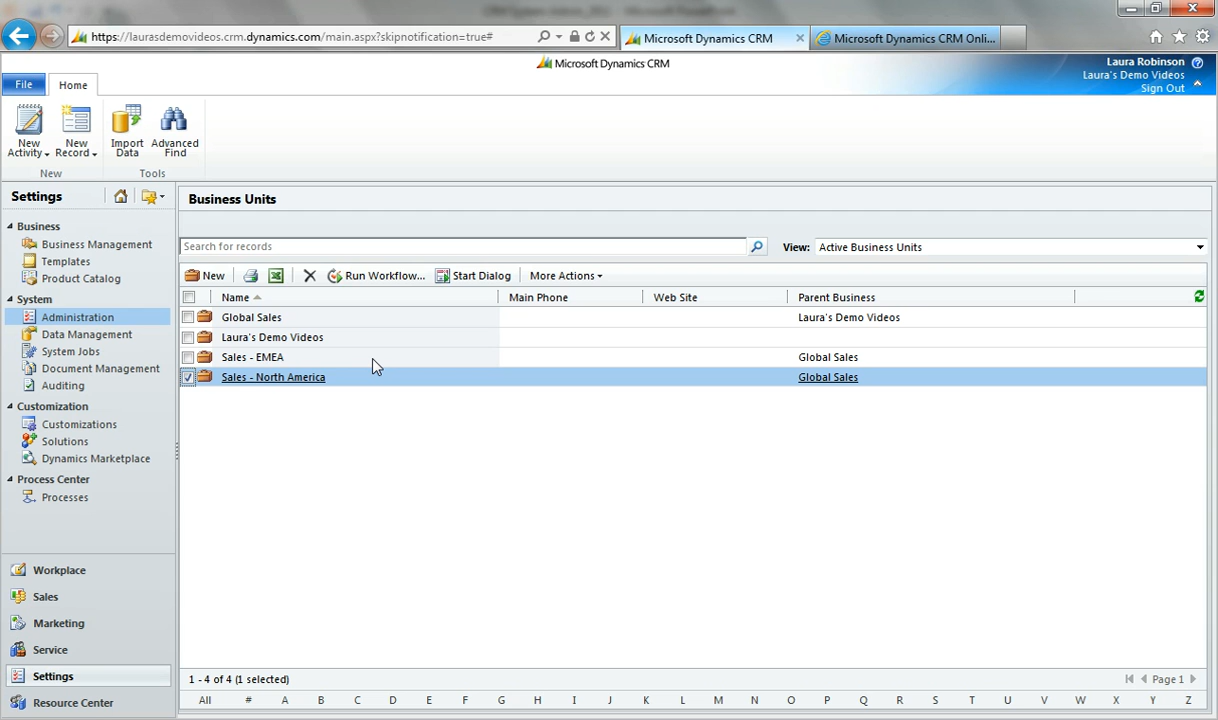 CRM System Admin_2012 - Microsoft PowerPoint
https://laurasdemovideos.crm.dynamics.com/main.aspx?skipnotification=true#
Microsoft Dynamics CRM
Microsoft Dynamics CRM Onli...
Microsoft Dynamics CRM
Laura Robinson
Laura's Demo Videos
Sign Out
File
Home
New Activity
New Record
Import Data
Advanced Find
New
Tools
Settings
Business
Business Management
Templates
Product Catalog
System
Administration
Data Management
System Jobs
Document Management
Auditing
Customization
Customizations
Solutions
Dynamics Marketplace
Process Center
Processes
Workplace
Sales
Marketing
Service
Settings
Resource Center
Business Units
Search for records
View: Active Business Units
New
Run Workflow...
Start Dialog
More Actions
Name Main Phone Web Site Parent Business
Global Sales Laura's Demo Videos
Laura's Demo Videos
Sales - EMEA Global Sales
Sales - North America Global Sales
1 - 4 of 4 (1 selected)
Page 1
All # A B C D E F G H I J K L M N O P Q R S T U V W X Y Z